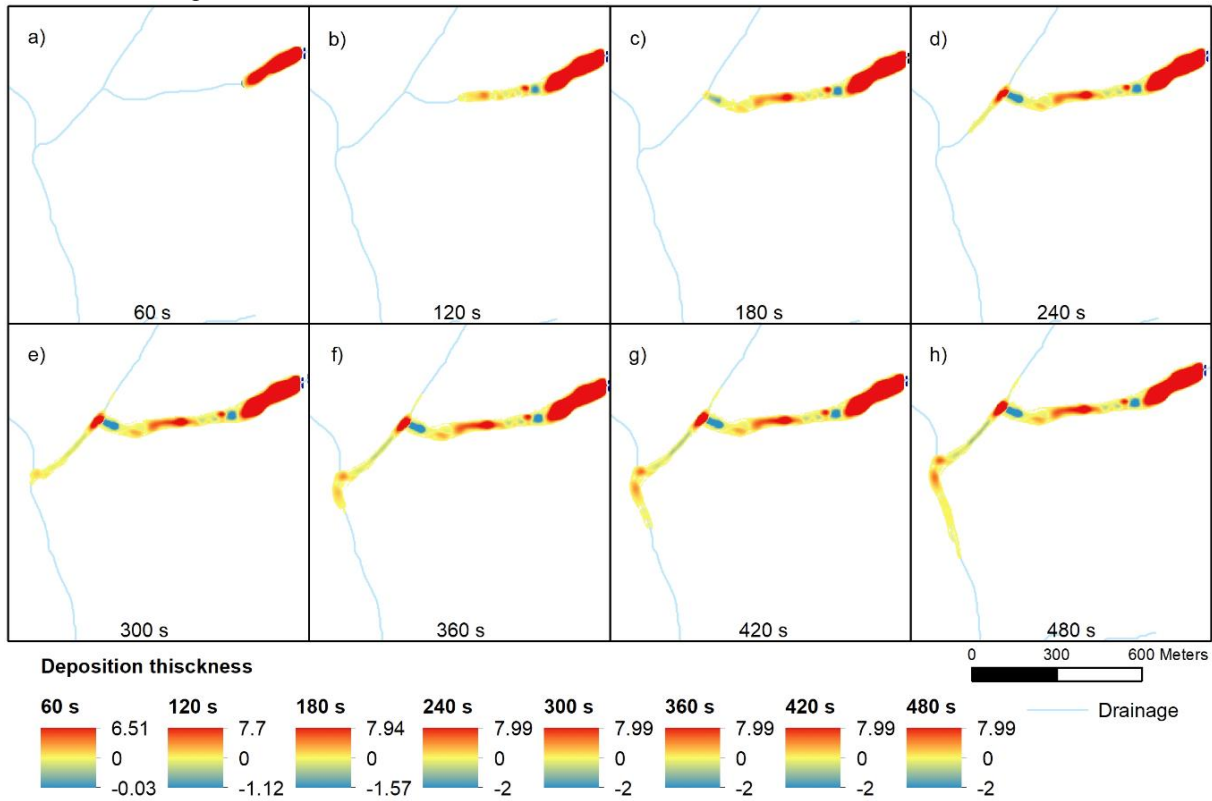 a)
b)
c)
d)
60 s
120 s
180 s
240 s
e)
f)
g)
h)
300 s
360 s
420 s
480 s
0 300 600 Meters
Deposition thisckness
60 s 120 s 180 s 240 s 300 s 360 s 420 s 480 s
Drainage
6.51 7.7 7.94 7.99 7.99 7.99 7.99 7.99
0 0 0 0 0 0 0 0
-0.03 -1.12 -1.57 -2 -2 -2 -2 -2